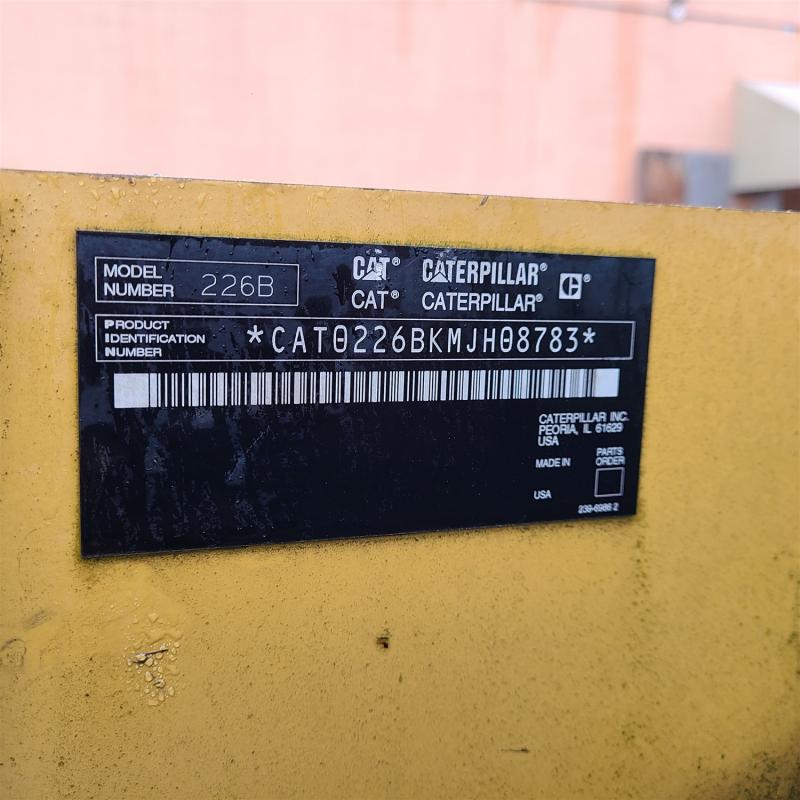 MODEL NUMBER 226B
CAT® CATERPILLAR® C®
CAT® CATERPILLAR®
PRODUCT
IDENTIFICATION
NUMBER
*CAT0226BKMJH08783*
CATERPILLAR INC.
PEORIA, IL 61629
USA
MADE IN
PARTS
ORDER
USA
239-6986 2